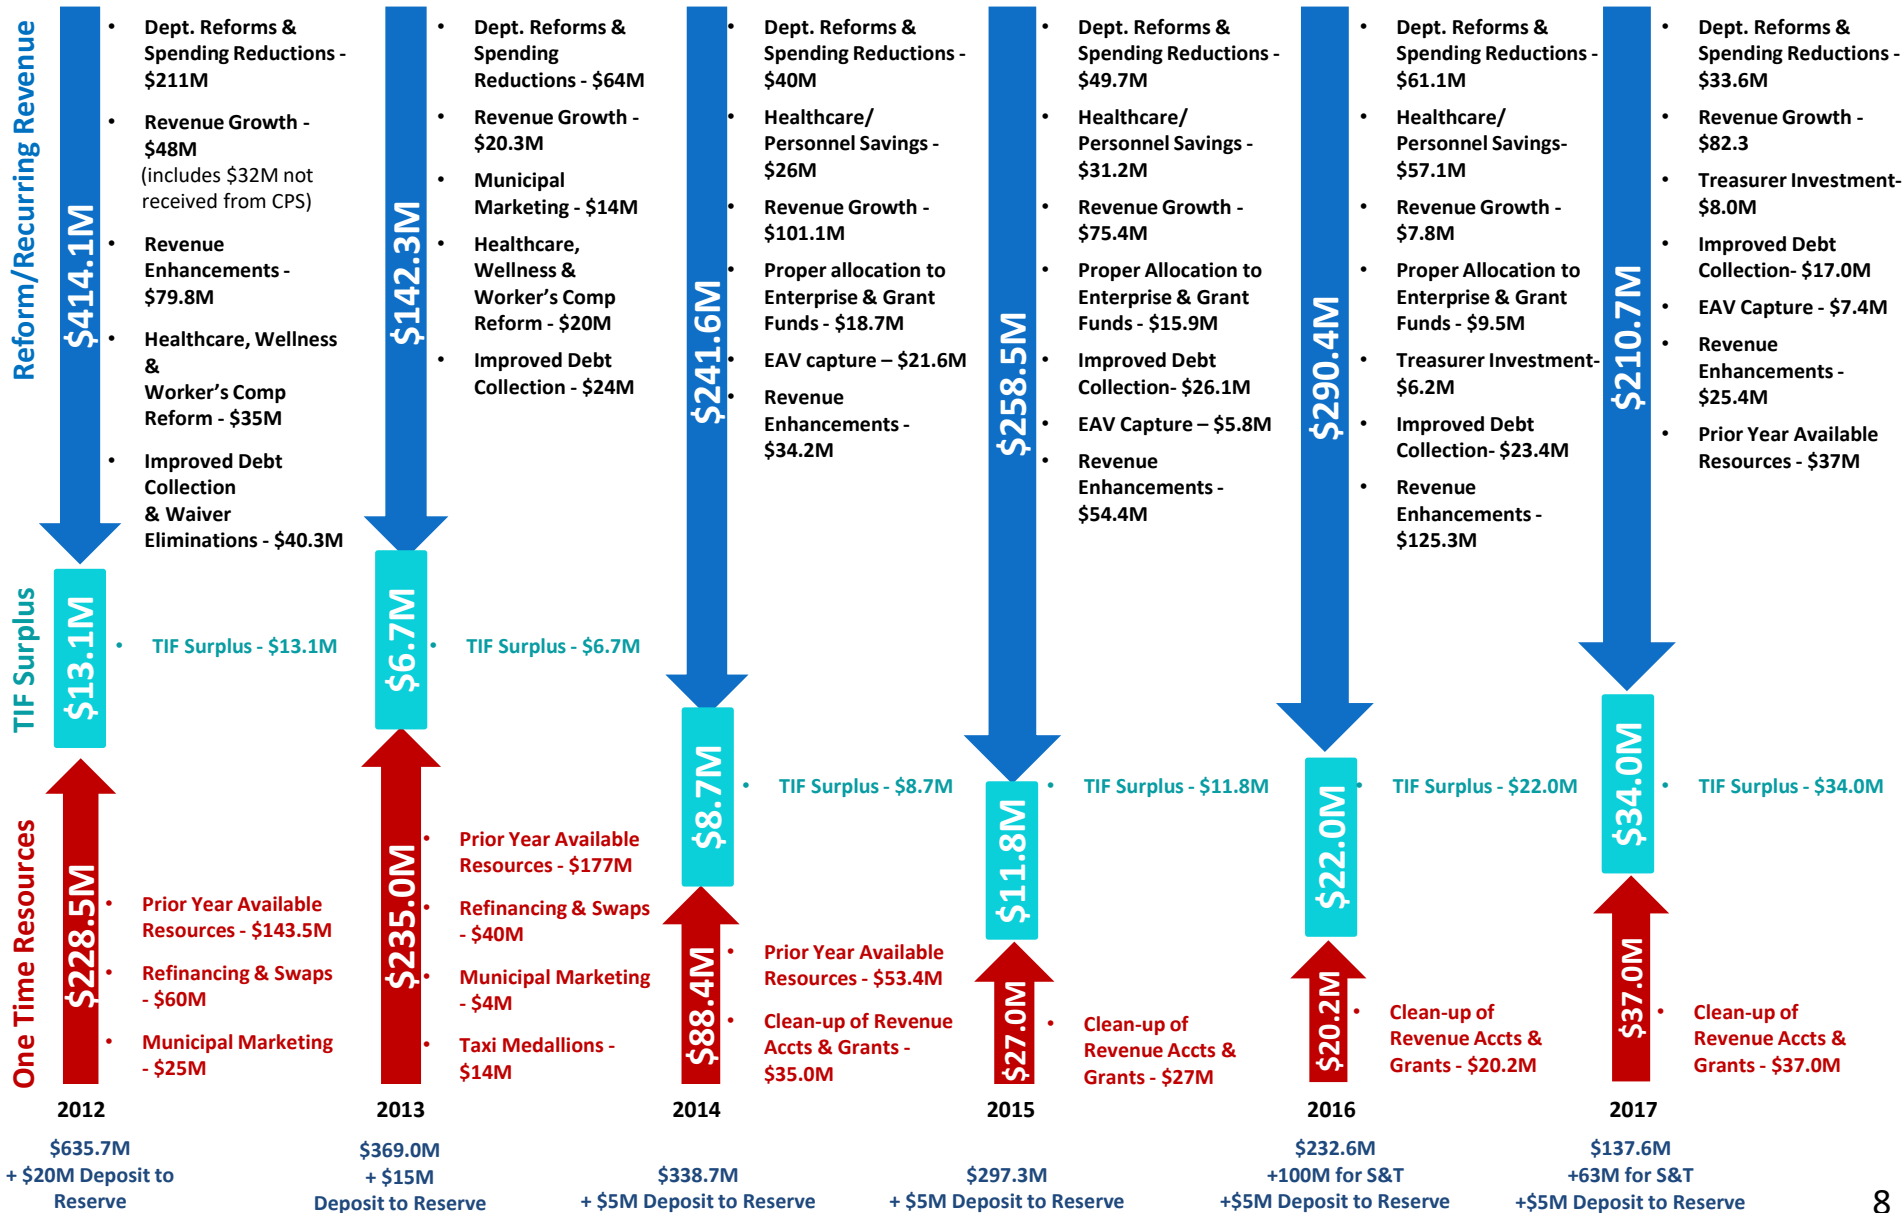 Reform/Recurring Revenue
$414.1M
• Dept. Reforms &
Spending Reductions -
$211M
• Revenue Growth -
$48M
(includes $32M not
received from CPS)
• Revenue
Enhancements -
$79.8M
• Healthcare, Wellness
&
Worker's Comp
Reform - $35M
• Improved Debt
Collection
& Waiver
Eliminations - $40.3M
$142.3M
• Dept. Reforms &
Spending
Reductions - $64M
• Revenue Growth -
$20.3M
• Municipal
Marketing - $14M
• Healthcare,
Wellness &
Worker's Comp
Reform - $20M
• Improved Debt
Collection - $24M
$241.6M
• Dept. Reforms &
Spending Reductions -
$40M
• Healthcare/
Personnel Savings -
$26M
• Revenue Growth -
$101.1M
• Proper allocation to
Enterprise & Grant
Funds - $18.7M
• EAV capture – $21.6M
• Revenue
Enhancements -
$34.2M
$258.5M
• Dept. Reforms &
Spending Reductions -
$49.7M
• Healthcare/
Personnel Savings -
$31.2M
• Revenue Growth -
$75.4M
• Proper Allocation to
Enterprise & Grant
Funds - $15.9M
• Improved Debt
Collection- $26.1M
• EAV Capture – $5.8M
• Revenue
Enhancements -
$54.4M
$290.4M
• Dept. Reforms &
Spending Reductions -
$61.1M
• Healthcare/
Personnel Savings-
$57.1M
• Revenue Growth -
$7.8M
• Proper Allocation to
Enterprise & Grant
Funds - $9.5M
• Treasurer Investment-
$6.2M
• Improved Debt
Collection- $23.4M
• Revenue
Enhancements -
$125.3M
$210.7M
• Dept. Reforms &
Spending Reductions -
$33.6M
• Revenue Growth -
$82.3
• Treasurer Investment-
$8.0M
• Improved Debt
Collection- $17.0M
• EAV Capture - $7.4M
• Revenue
Enhancements -
$25.4M
• Prior Year Available
Resources - $37M
TIF Surplus
$13.1M
• TIF Surplus - $13.1M
$6.7M
• TIF Surplus - $6.7M
$8.7M
• TIF Surplus - $8.7M
$11.8M
• TIF Surplus - $11.8M
$22.0M
• TIF Surplus - $22.0M
$34.0M
• TIF Surplus - $34.0M
One Time Resources
$228.5M
• Prior Year Available
Resources - $143.5M
• Refinancing & Swaps
- $60M
• Municipal Marketing
- $25M
$235.0M
• Prior Year Available
Resources - $177M
• Refinancing & Swaps
- $40M
• Municipal Marketing
- $4M
• Taxi Medallions -
$14M
$88.4M
• Prior Year Available
Resources - $53.4M
• Clean-up of Revenue
Accts & Grants -
$35.0M
$27.0M
• Clean-up of
Revenue Accts &
Grants - $27M
$20.2M
• Clean-up of
Revenue Accts &
Grants - $20.2M
$37.0M
• Clean-up of
Revenue Accts &
Grants - $37.0M
2012
$635.7M
+ $20M Deposit to
Reserve
2013
$369.0M
+ $15M
Deposit to Reserve
2014
$338.7M
+ $5M Deposit to Reserve
2015
$297.3M
+ $5M Deposit to Reserve
2016
$232.6M
+100M for S&T
+$5M Deposit to Reserve
2017
$137.6M
+63M for S&T
+$5M Deposit to Reserve
8